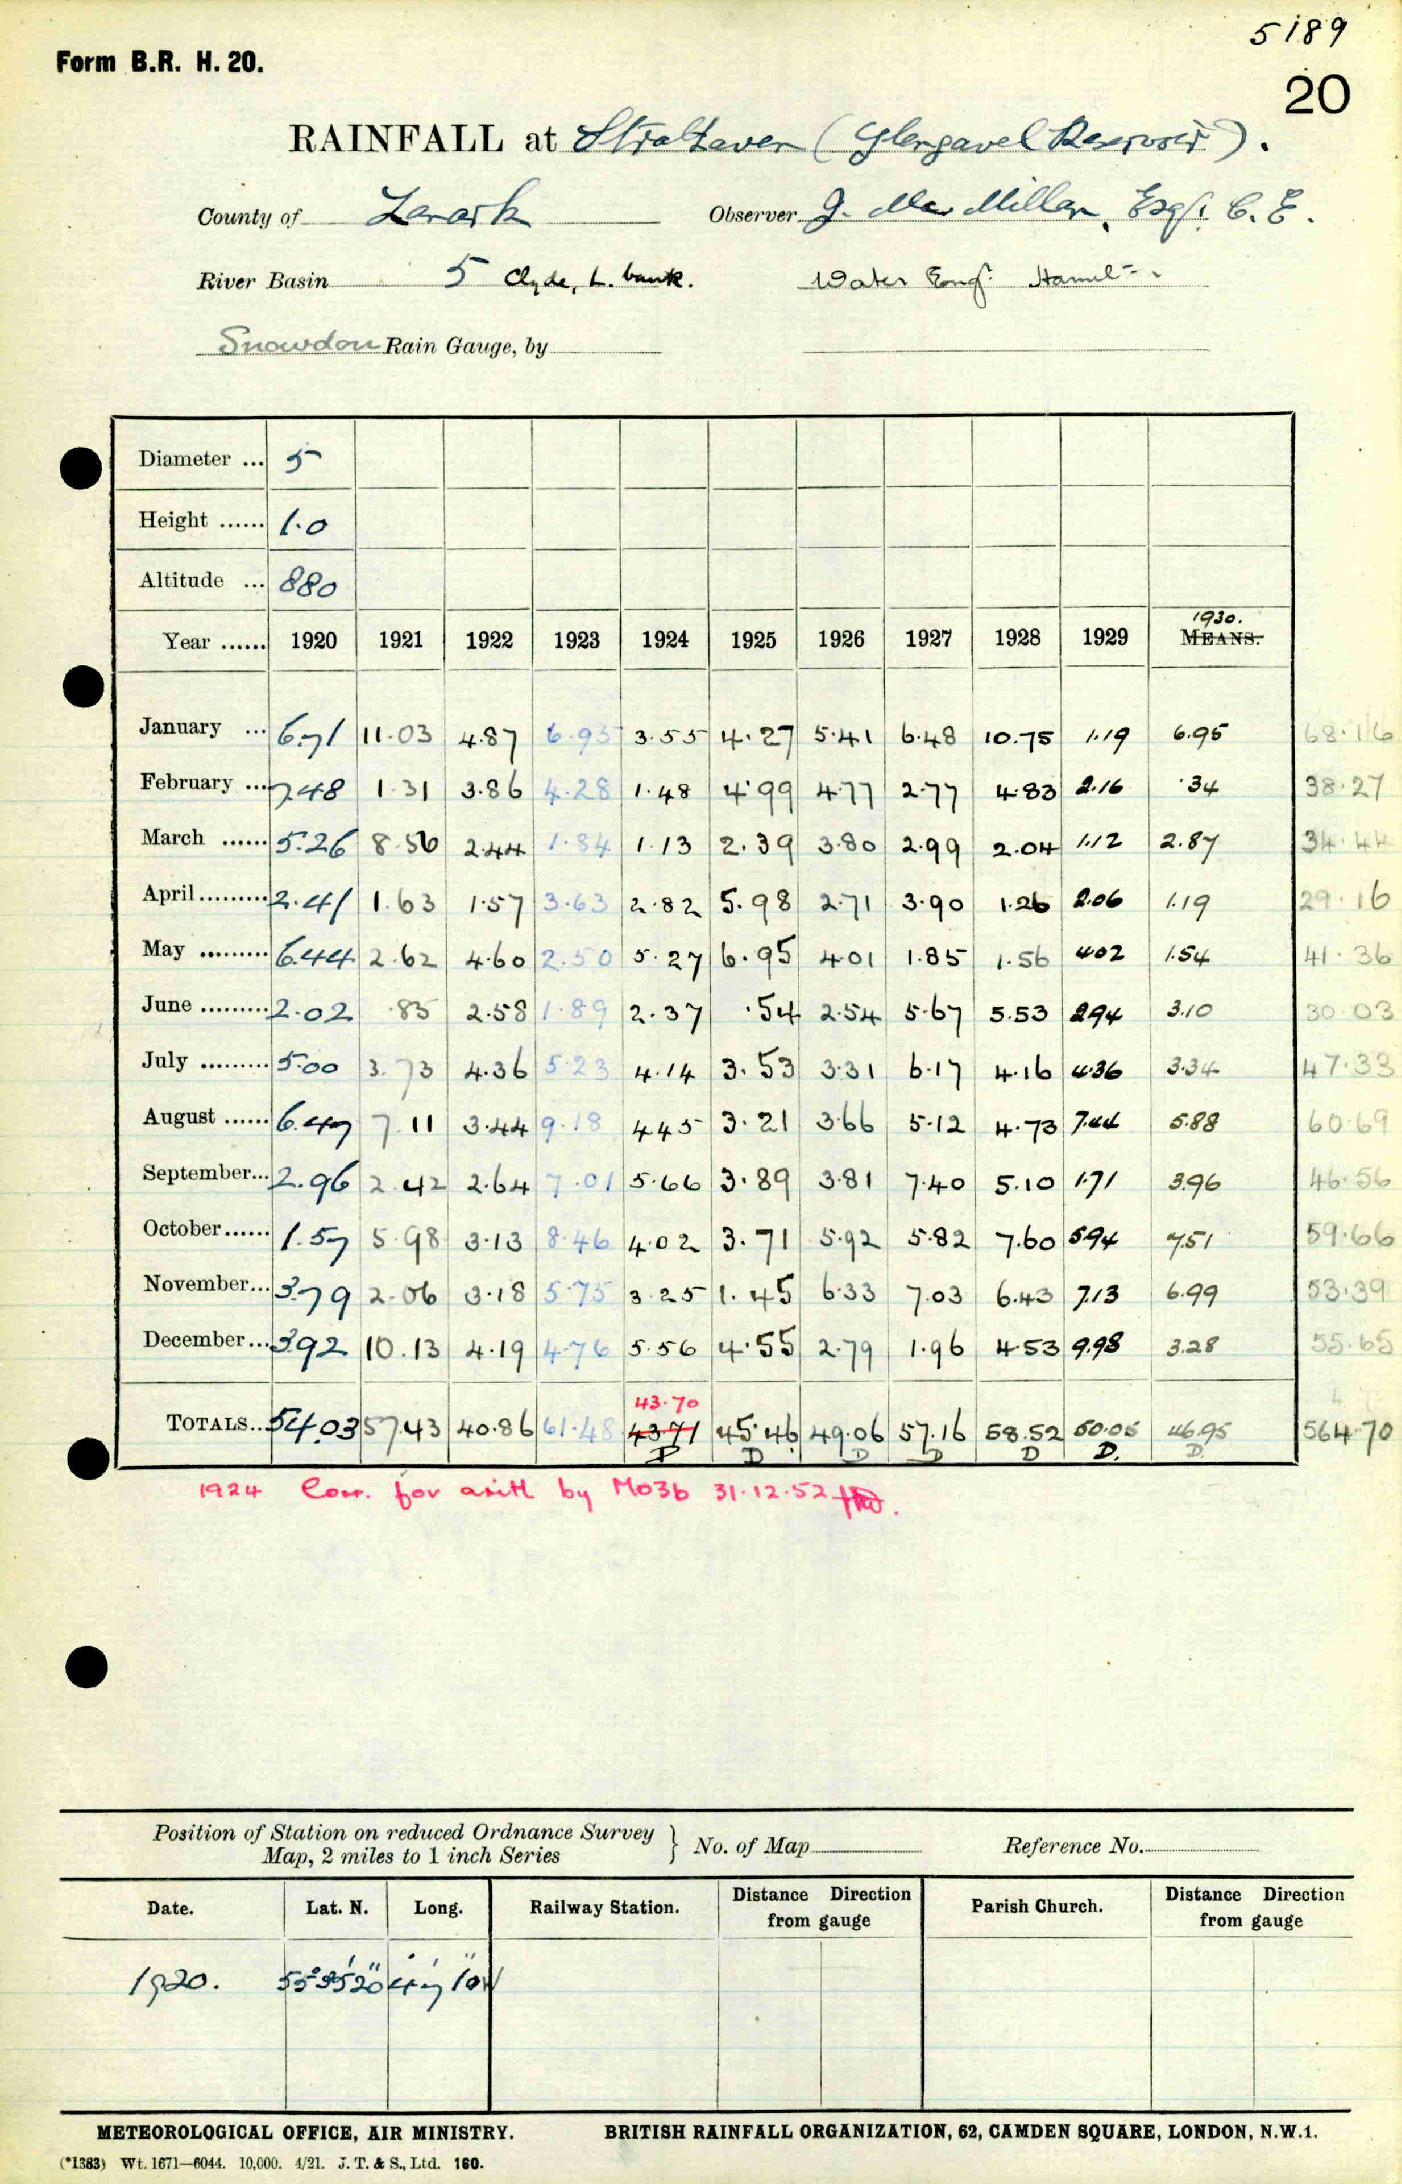 5189
Form B.R. H. 20.
20
RAINFALL at Strathaven (Glengavel Reservoir).
County of Lanark Observer J. MacMillan, Esq. C.E.
River Basin 5 Clyde, L. bank. Water Engr. Hamil
Snowdon Rain Gauge, by
Diameter ... 5
Height ...... 1.0
Altitude ... 880
1930.
Year ...... 1920 1921 1922 1923 1924 1925 1926 1927 1928 1929 MEANS.
January ... 6.71 11.03 4.87 6.95 3.55 4.27 5.41 6.48 10.75 1.19 6.95 68.16
February ... 7.48 1.31 3.86 4.28 1.48 4.99 4.77 2.77 4.83 2.16 .34 38.27
March ...... 5.26 8.56 2.44 1.84 1.13 2.39 3.80 2.99 2.04 1.12 2.87 34.44
April ......... 2.41 1.63 1.57 3.63 2.82 5.98 2.71 3.90 1.26 2.06 1.19 29.16
May ......... 6.44 2.62 4.60 2.50 5.27 6.95 4.01 1.85 1.56 4.02 1.54 41.36
June ......... 2.02 .85 2.58 1.89 2.37 .54 2.54 5.67 5.53 2.94 3.10 30.03
July ......... 5.00 3.73 4.36 5.23 4.14 3.53 3.31 6.17 4.16 4.36 3.34 47.33
August ...... 6.47 7.11 3.44 9.18 4.45 3.21 3.66 5.12 4.73 7.44 5.88 60.69
September... 2.96 2.42 2.64 7.01 5.66 3.89 3.81 7.40 5.10 1.71 3.96 46.56
October ...... 1.57 5.98 3.13 8.46 4.02 3.71 5.92 5.82 7.60 5.94 7.51 59.66
November... 3.79 2.06 3.18 5.75 3.25 1.45 6.33 7.03 6.43 7.13 6.99 53.39
December... 3.92 10.13 4.19 4.76 5.56 4.55 2.79 1.96 4.53 9.98 3.28 55.65
43.70
TOTALS.. 54.03 57.43 40.86 61.48 43.71 45.46 49.06 57.16 58.52 50.05 46.95 564.70
D D D D D D. D.
1924 Corr. for arith by MO3b 31.12.52
Position of Station on reduced Ordnance Survey
Map, 2 miles to 1 inch Series } No. of Map Reference No.
Date. Lat. N. Long. Railway Station. Distance Direction from gauge Parish Church. Distance Direction from gauge
1920. 55° 35' 20" 4° 7' 10" W
METEOROLOGICAL OFFICE, AIR MINISTRY. BRITISH RAINFALL ORGANIZATION, 62, CAMDEN SQUARE, LONDON, N.W.1.
(*1383) Wt. 1671—6044. 10,000. 4/21. J. T. & S., Ltd. 160.